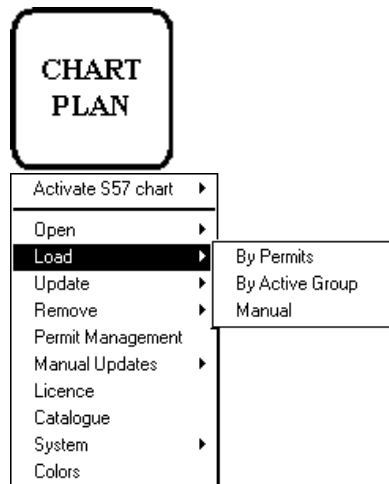 CHART
PLAN
Activate S57 chart
Open
Load
By Permits
Update
By Active Group
Remove
Manual
Permit Management
Manual Updates
Licence
Catalogue
System
Colors